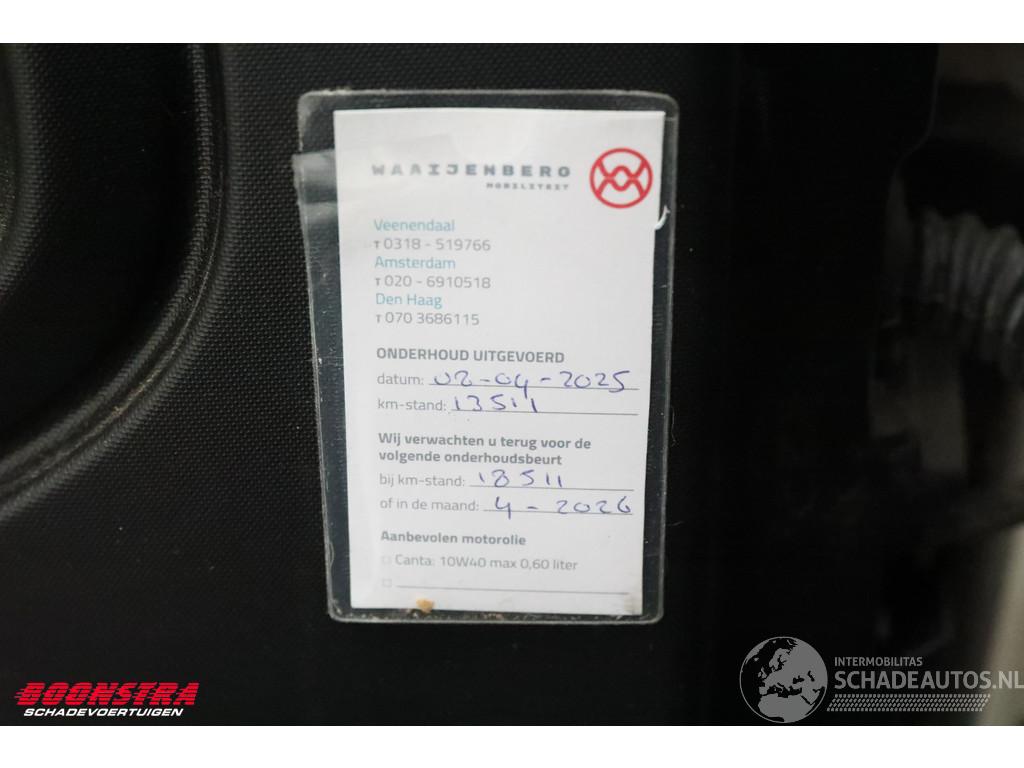 WAAIJENBERG
MOBILITEIT
Veenendaal
T 0318 - 519766
Amsterdam
T 020 - 6910518
Den Haag
T 070 3686115
ONDERHOUD UITGEVOERD
datum: 02-04-2025
km-stand: 13511
Wij verwachten u terug voor de
volgende onderhoudsbeurt
bij km-stand: 18511
of in de maand: 4 - 2026
Aanbevolen motorolie
Canta: 10W40 max 0,60 liter
BOONSTRA
SCHADEVOERTUIGEN
INTERMOBILITAS
SCHADEAUTOS.NL